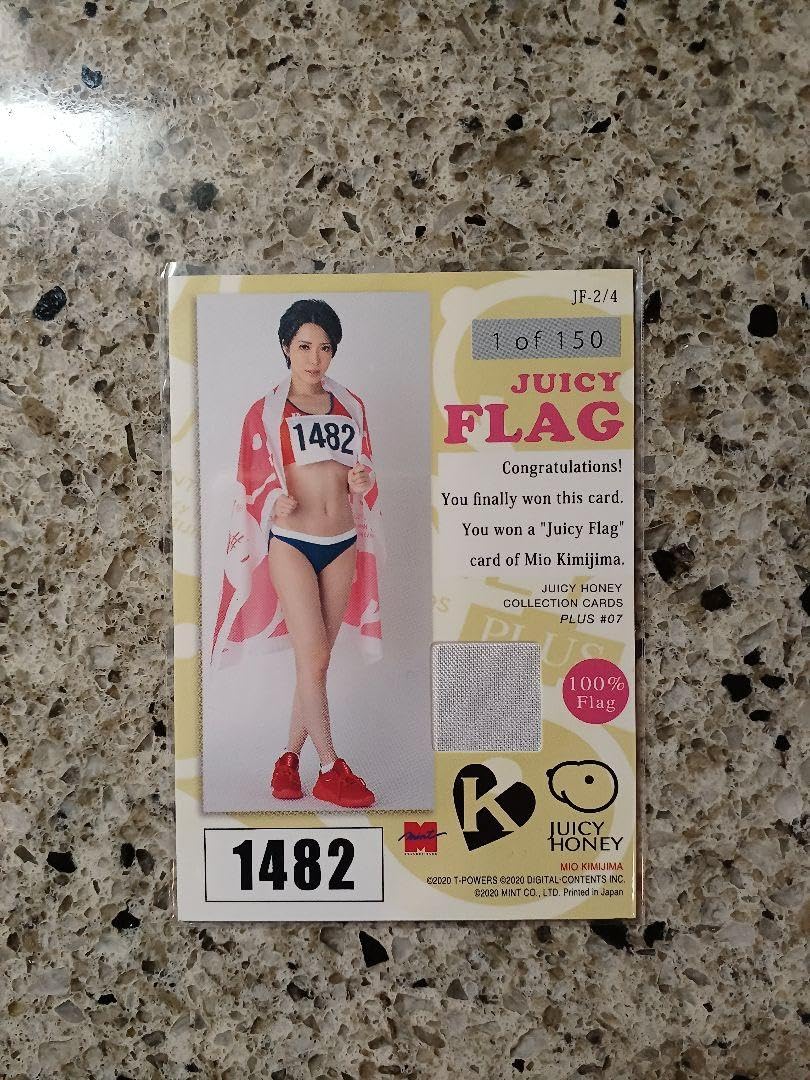 JF-2/4
1 of 150
JUICY
FLAG
1482
Congratulations!
You finally won this card.
You won a "Juicy Flag"
card of Mio Kimijima.
JUICY HONEY
COLLECTION CARDS
PLUS #07
PLUS
100%
Flag
K
mint
JUICY
HONEY
1482
MIO KIMIJIMA
©2020 T-POWERS ©2020 DIGITAL-CONTENTS INC.
©2020 MINT CO., LTD. Printed in Japan